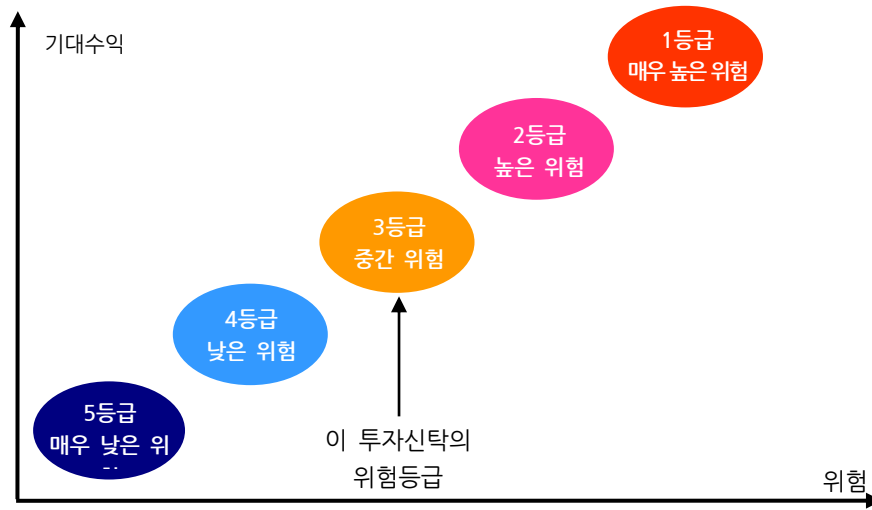 기대수익
1등급
매우 높은 위험
2등급
높은 위험
3등급
중간 위험
4등급
낮은 위험
5등급
매우 낮은 위
이 투자신탁의
위험등급
위험